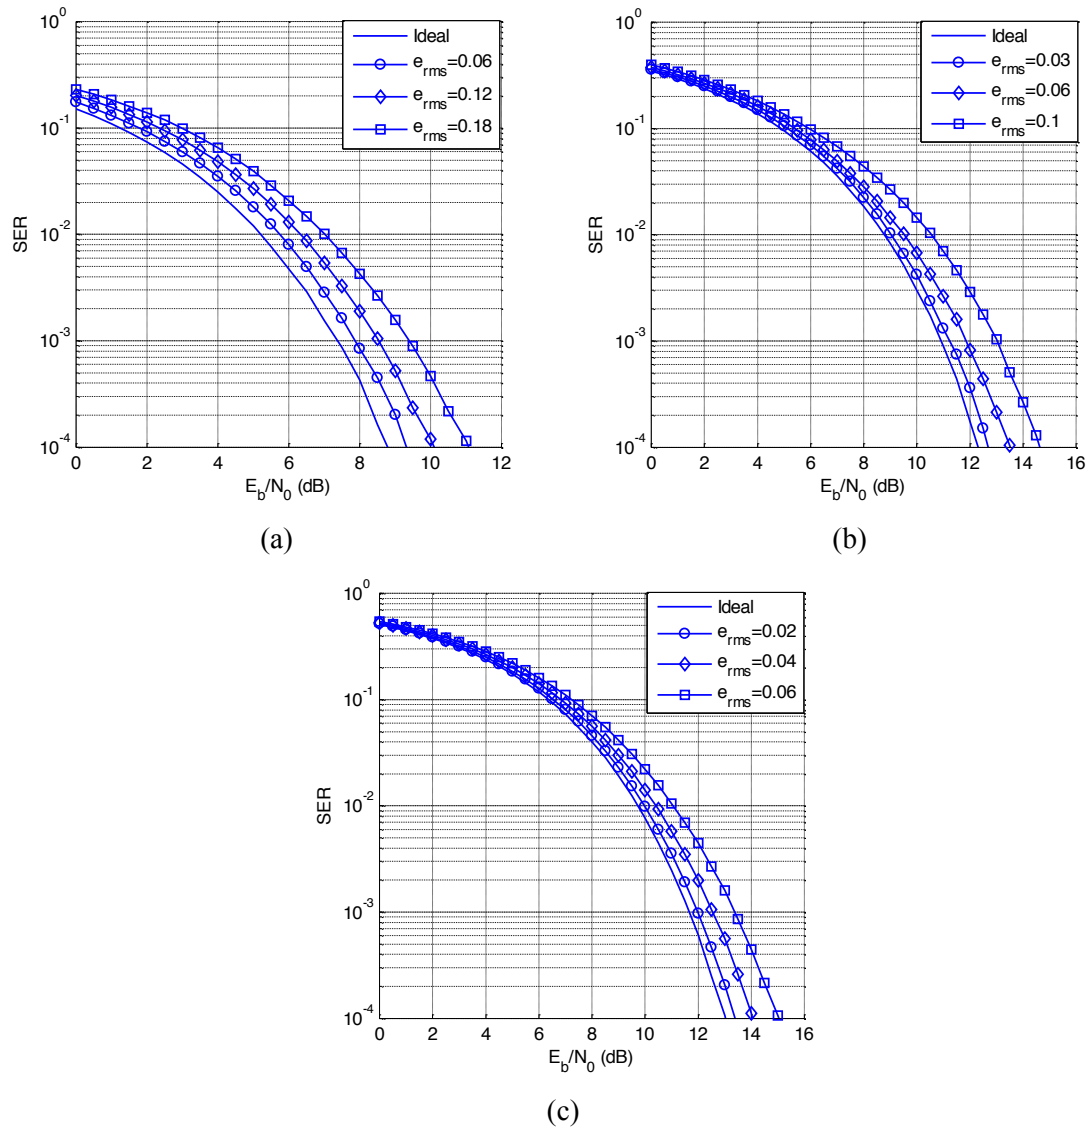 10^0
10^-1
10^-2
10^-3
10^-4
SER
0 2 4 6 8 10 12
E_b/N_0 (dB)
Ideal
e_rms=0.06
e_rms=0.12
e_rms=0.18
(a)
10^0
10^-1
10^-2
10^-3
10^-4
SER
0 2 4 6 8 10 12 14 16
E_b/N_0 (dB)
Ideal
e_rms=0.03
e_rms=0.06
e_rms=0.1
(b)
10^0
10^-1
10^-2
10^-3
10^-4
SER
0 2 4 6 8 10 12 14 16
E_b/N_0 (dB)
Ideal
e_rms=0.02
e_rms=0.04
e_rms=0.06
(c)